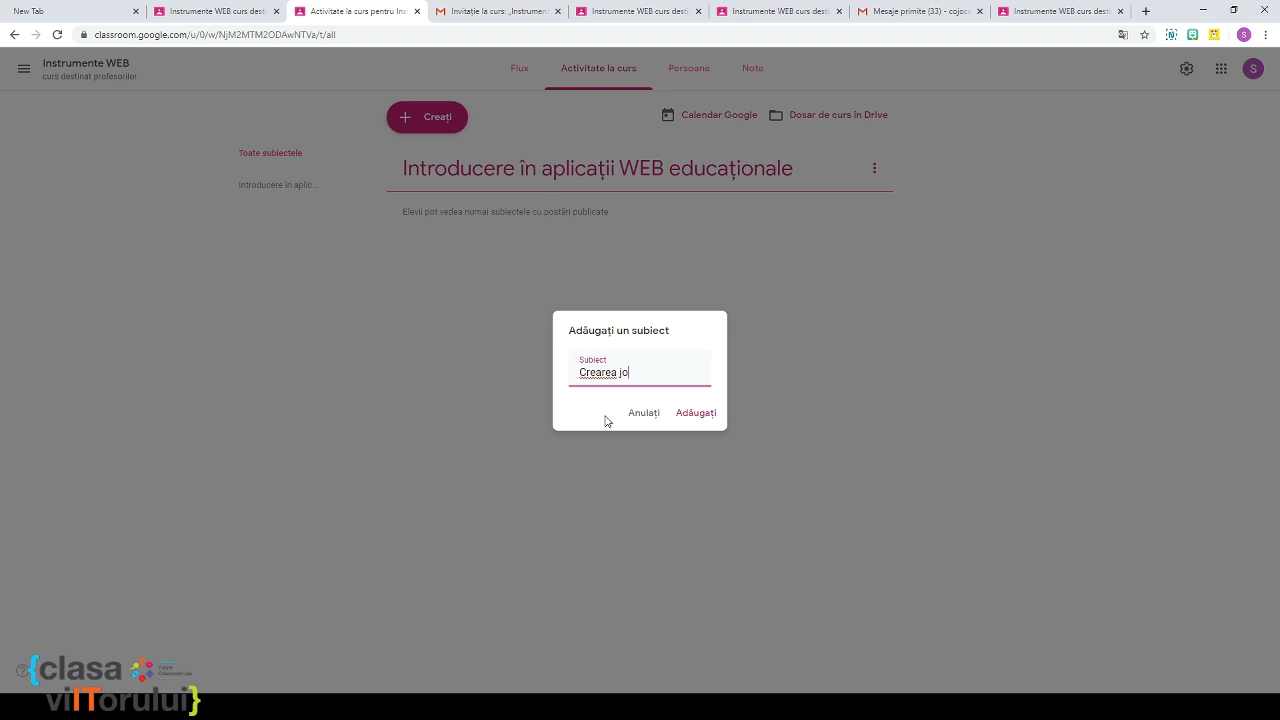 New Tab
Instrumente WEB curs desti
Activitate la curs pentru Ins
Invitație la curs: „Instrument
Instrumente WEB curs desti
Instrumente WEB curs desti
Mesaje primite (33) - cojoca
Instrumente WEB curs desti
classroom.google.com/u/0/w/NjM2MTM2ODAwNTVa/t/all
S
Instrumente WEB
curs destinat profesorilor
Flux
Activitate la curs
Persoane
Note
S
Creați
Calendar Google
Dosar de curs în Drive
Toate subiectele
Introducere în aplic...
Introducere în aplicații WEB educaționale
Elevii pot vedea numai subiectele cu postări publicate
Adăugați un subiect
Subiect
Crearea jo
Anulați
Adăugați
{clasa
viITorului}